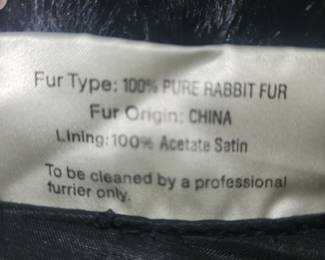 Fur Type: 100% PURE RABBIT FUR
Fur Origin: CHINA
Lining: 100% Acetate Satin
To be cleaned by a professional
furrier only.